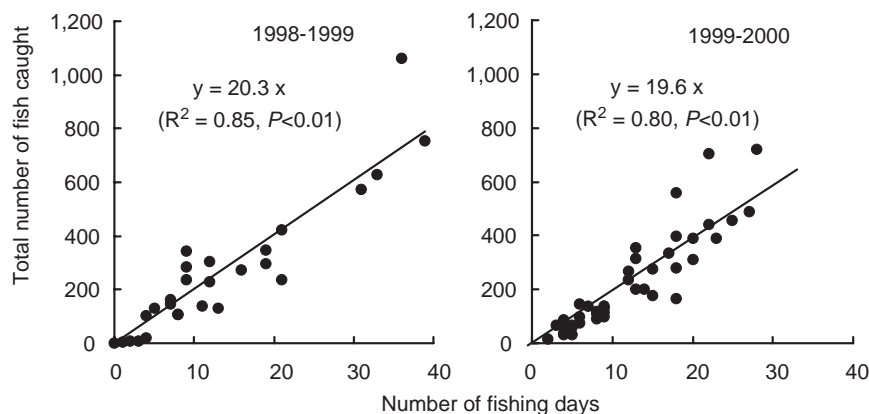 Total number of fish caught
1,200
1,000
800
600
400
200
0
1998-1999
y = 20.3 x
(R² = 0.85, P<0.01)
0 10 20 30 40
1,200
1,000
800
600
400
200
0
1999-2000
y = 19.6 x
(R² = 0.80, P<0.01)
0 10 20 30 40
Number of fishing days